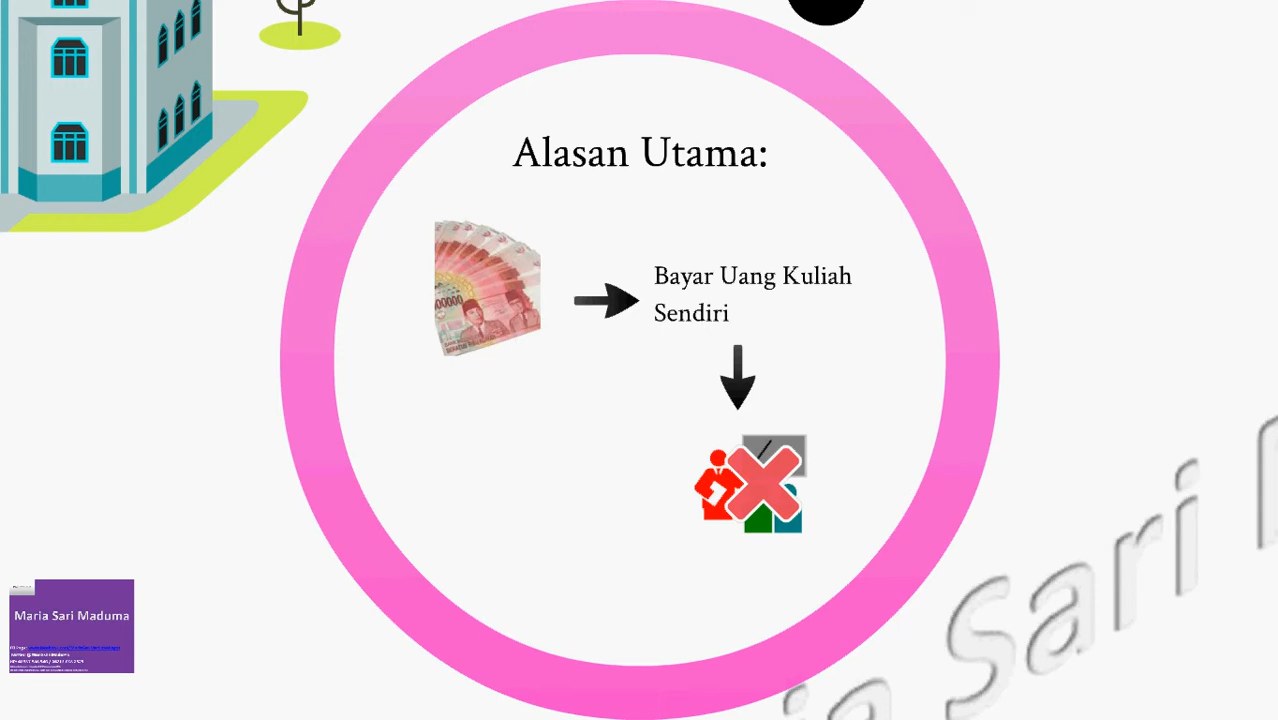 Alasan Utama:
Bayar Uang Kuliah
Sendiri
Maria Sari Maduma
Sari